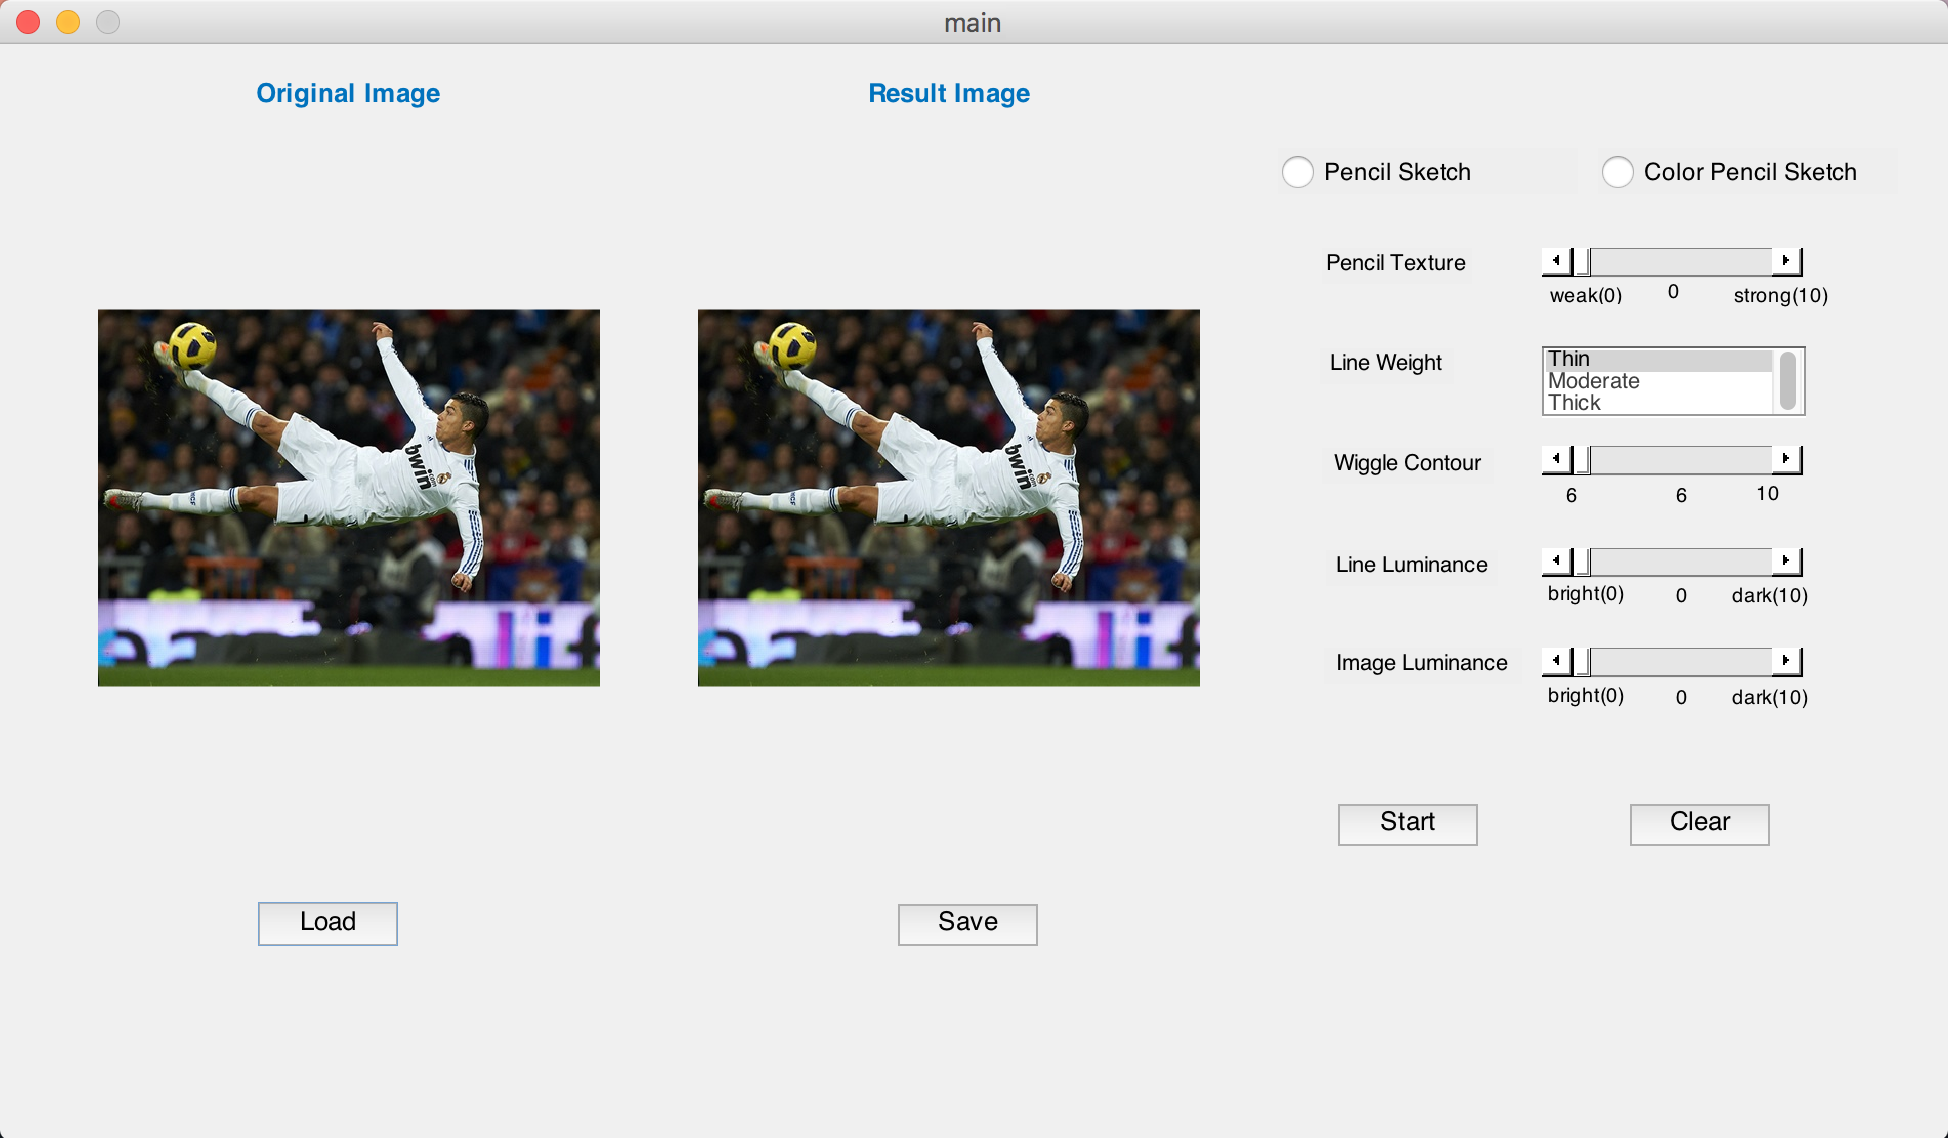 main
Original Image
Result Image
Pencil Sketch
Color Pencil Sketch
Pencil Texture
weak(0) 0 strong(10)
Line Weight
Thin
Moderate
Thick
Wiggle Contour
6 6 10
Line Luminance
bright(0) 0 dark(10)
Image Luminance
bright(0) 0 dark(10)
bwin
bwin
Start
Clear
Load
Save